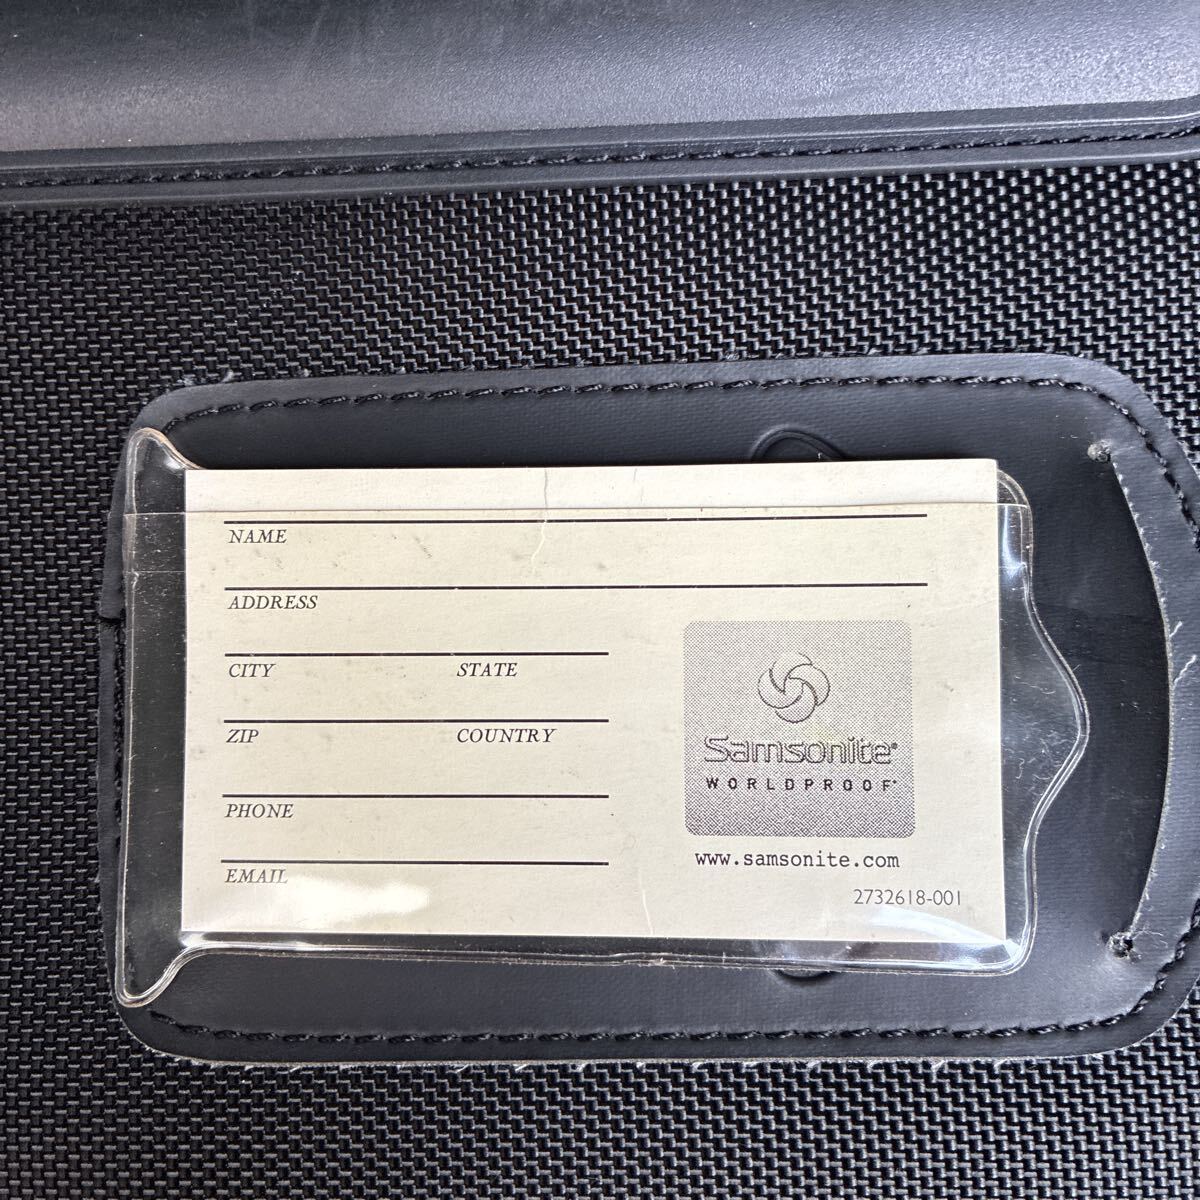 NAME
ADDRESS
CITY STATE
ZIP COUNTRY
PHONE
EMAIL
Samsonite®
WORLDPROOF®
www.samsonite.com
2732618-001